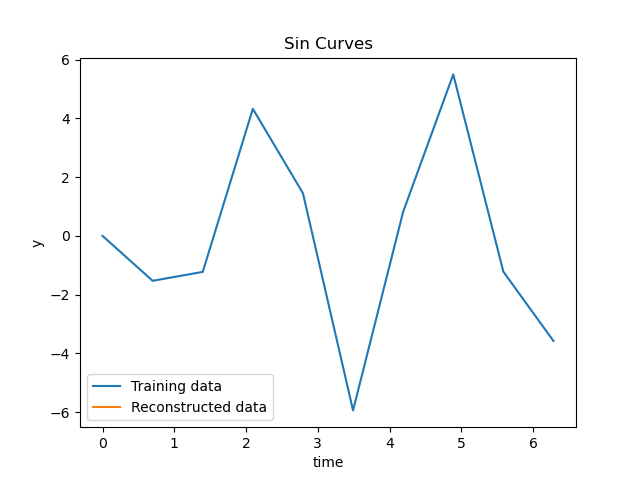 Sin Curves
6
4
2
0
−2
−4
−6
y
Training data
Reconstructed data
0 1 2 3 4 5 6
time